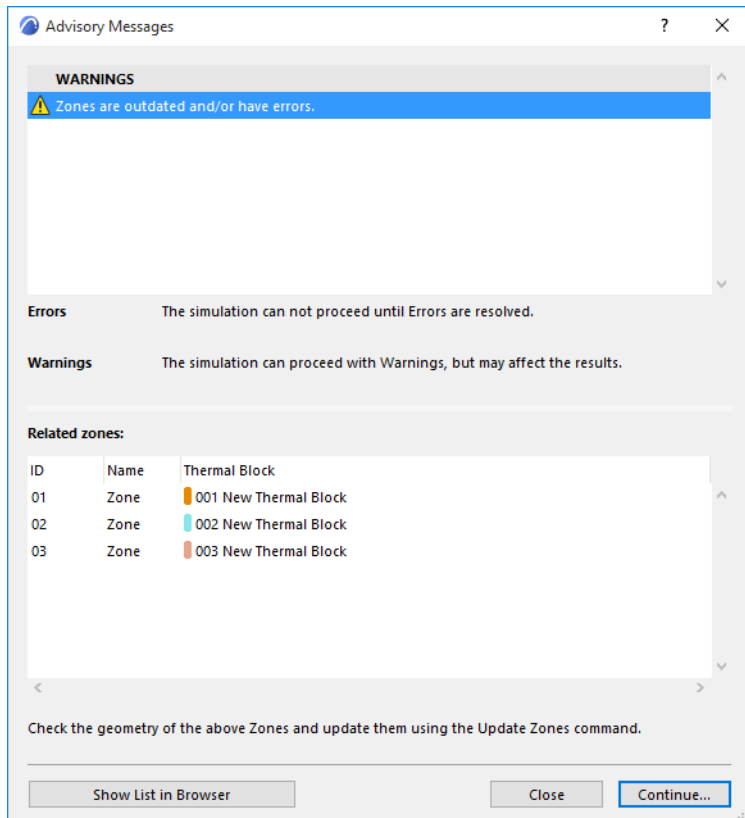 Advisory Messages
?
WARNINGS
Zones are outdated and/or have errors.
Errors The simulation can not proceed until Errors are resolved.
Warnings The simulation can proceed with Warnings, but may affect the results.
Related zones:
ID Name Thermal Block
01 Zone 001 New Thermal Block
02 Zone 002 New Thermal Block
03 Zone 003 New Thermal Block
Check the geometry of the above Zones and update them using the Update Zones command.
Show List in Browser Close Continue...